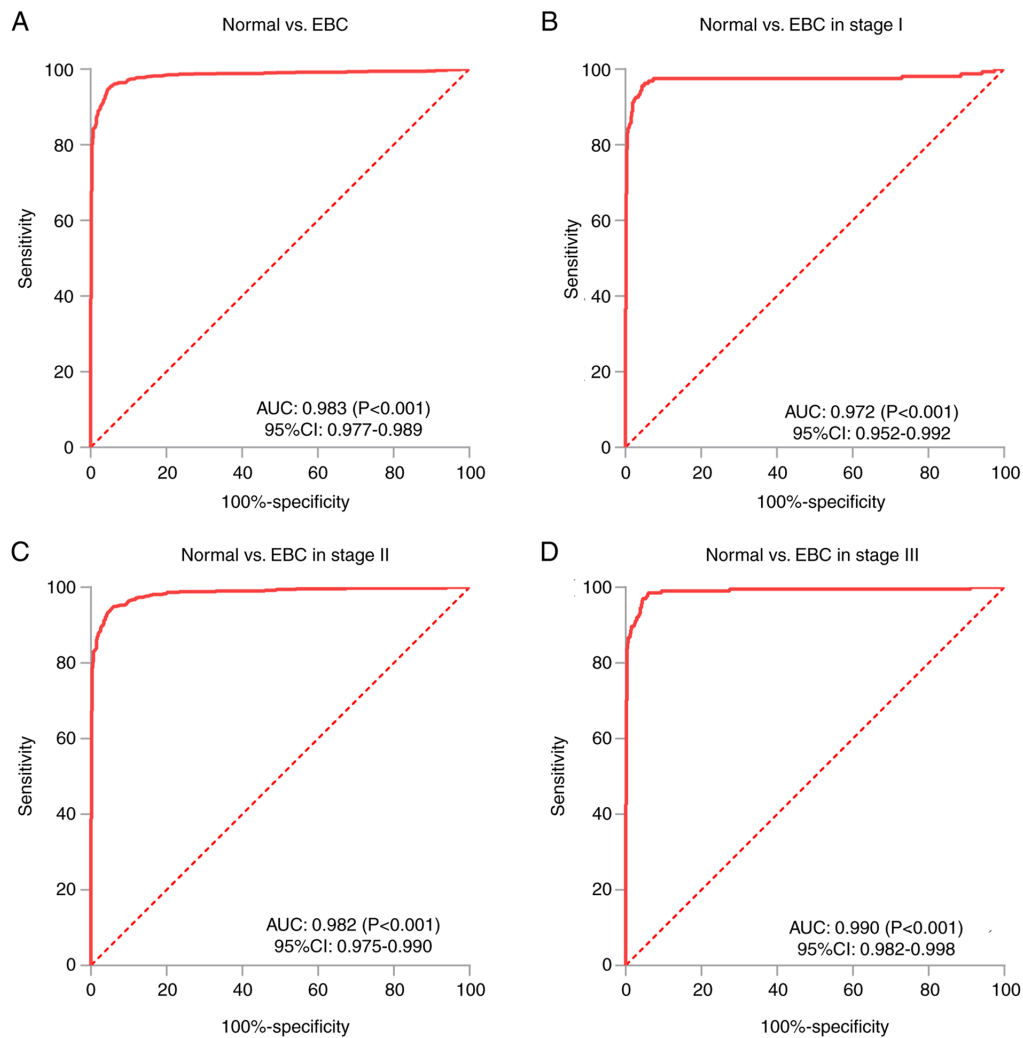 A
Normal vs. EBC
100
80
60
40
20
0
Sensitivity
AUC: 0.983 (P<0.001)
95%CI: 0.977-0.989
0 20 40 60 80 100
100%-specificity
B
Normal vs. EBC in stage I
100
80
60
40
20
0
Sensitivity
AUC: 0.972 (P<0.001)
95%CI: 0.952-0.992
0 20 40 60 80 100
100%-specificity
C
Normal vs. EBC in stage II
100
80
60
40
20
0
Sensitivity
AUC: 0.982 (P<0.001)
95%CI: 0.975-0.990
0 20 40 60 80 100
100%-specificity
D
Normal vs. EBC in stage III
100
80
60
40
20
0
Sensitivity
AUC: 0.990 (P<0.001)
95%CI: 0.982-0.998
0 20 40 60 80 100
100%-specificity